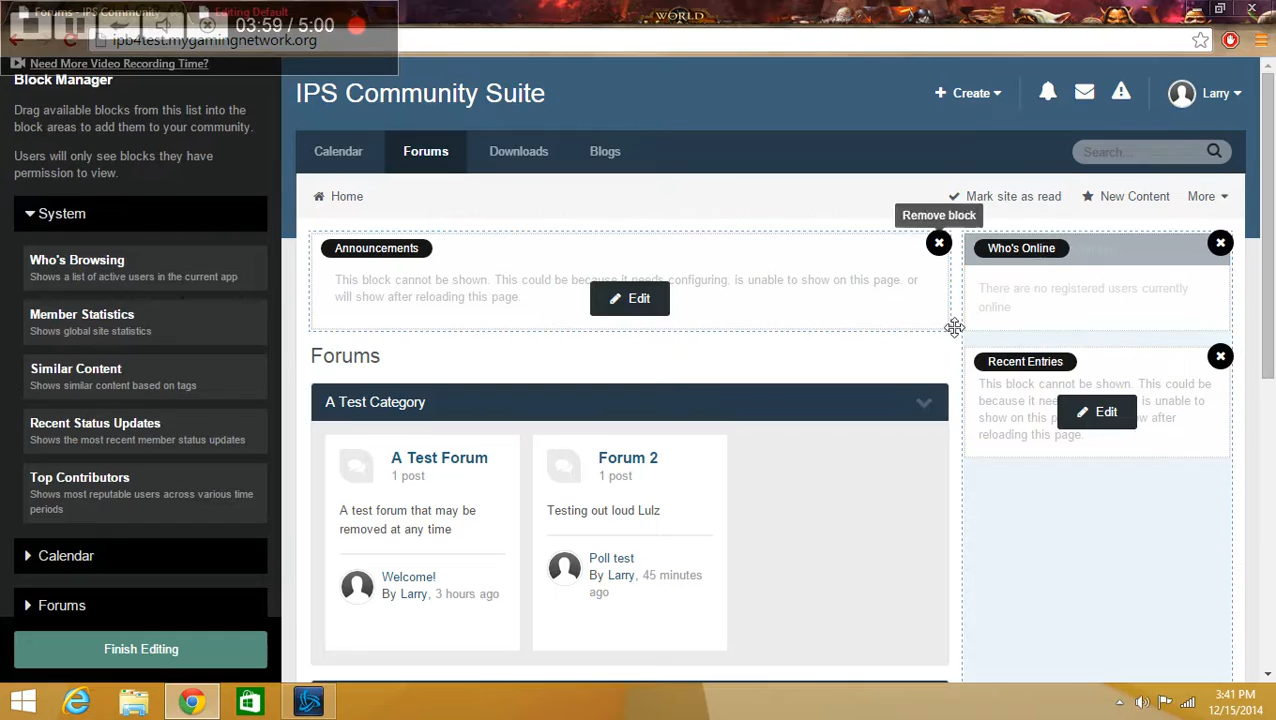 Forums - IPS Community
Editing Default
03:59 / 5:00
ipb4test.mygamingnetwork.org
Need More Video Recording Time?
WORLD
Block Manager
Drag available blocks from this list into the
block areas to add them to your community.
Users will only see blocks they have
permission to view.
System
Who's Browsing
Shows a list of active users in the current app
Member Statistics
Shows global site statistics
Similar Content
Shows similar content based on tags
Recent Status Updates
Shows the most recent member status updates
Top Contributors
Shows most reputable users across various time
periods
Calendar
Forums
Finish Editing
IPS Community Suite
Create
Larry
Calendar
Forums
Downloads
Blogs
Search...
Home
Mark site as read
New Content
More
Remove block
Announcements
This block cannot be shown. This could be because it needs configuring, is unable to show on this page, or
will show after reloading this page.
Edit
Who's Online
There are no registered users currently
online
Recent Entries
This block cannot be shown. This could be
because it nee is unable to
show on this p w after
reloading this page.
Edit
Forums
A Test Category
A Test Forum
1 post
A test forum that may be
removed at any time
Welcome!
By Larry, 3 hours ago
Forum 2
1 post
Testing out loud Lulz
Poll test
By Larry, 45 minutes
ago
3:41 PM
12/15/2014